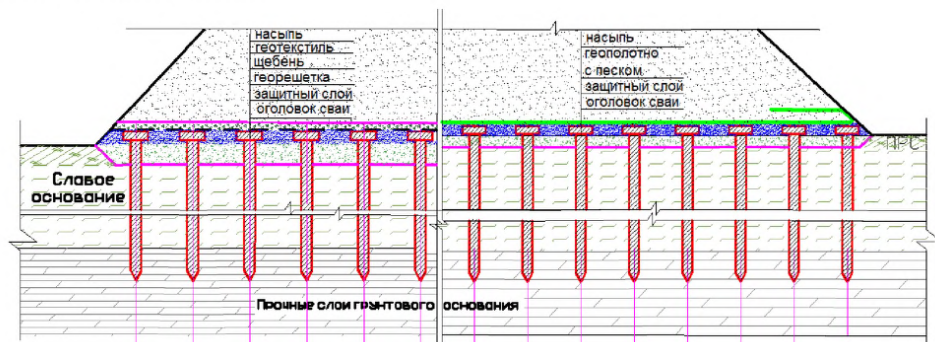 насыпь
геотекстиль
щебень
георешетка
защитный слой
оголовок сваи
насыпь
геополотно
с песком
защитный слой
оголовок сваи
ПРС
Слабое
основание
Прочные слои грунтового основания